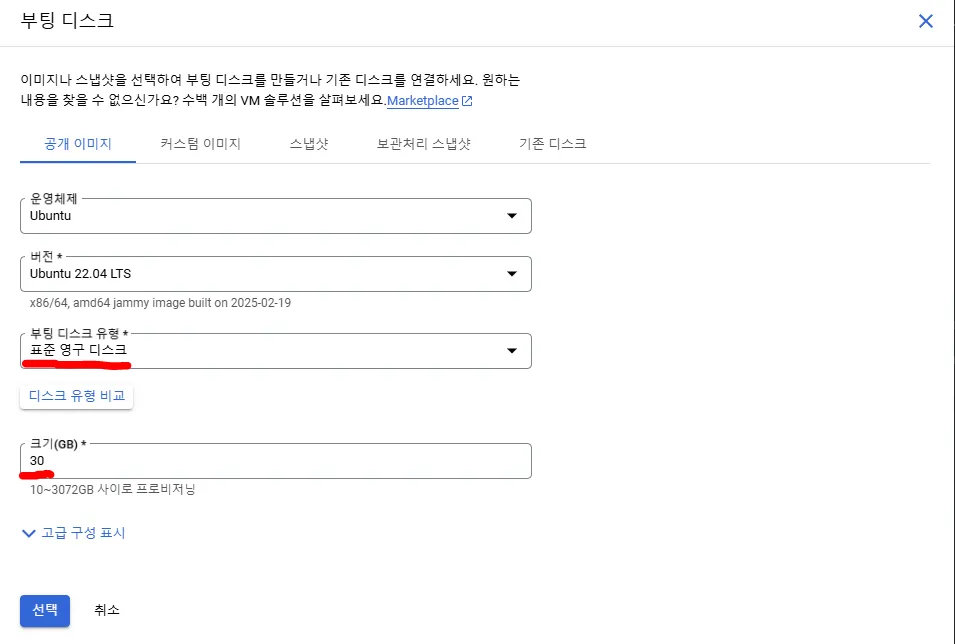 부팅 디스크
이미지나 스냅샷을 선택하여 부팅 디스크를 만들거나 기존 디스크를 연결하세요. 원하는
내용을 찾을 수 없으신가요? 수백 개의 VM 솔루션을 살펴보세요.Marketplace
공개 이미지 커스텀 이미지 스냅샷 보관처리 스냅샷 기존 디스크
운영체제
Ubuntu
버전 *
Ubuntu 22.04 LTS
x86/64, amd64 jammy image built on 2025-02-19
부팅 디스크 유형 *
표준 영구 디스크
디스크 유형 비교
크기(GB) *
30
10~3072GB 사이로 프로비저닝
고급 구성 표시
선택 취소